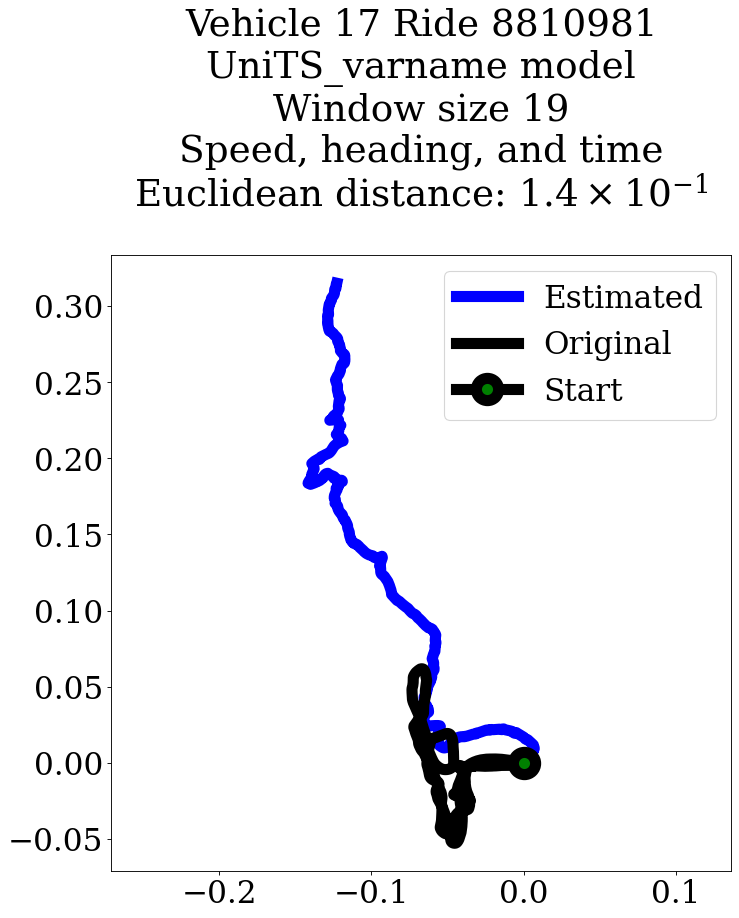 Vehicle 17 Ride 8810981
UniTS_varname model
Window size 19
Speed, heading, and time
Euclidean distance: 1.4 × 10⁻¹
Estimated
Original
Start
0.30
0.25
0.20
0.15
0.10
0.05
0.00
−0.05
−0.2
−0.1
0.0
0.1